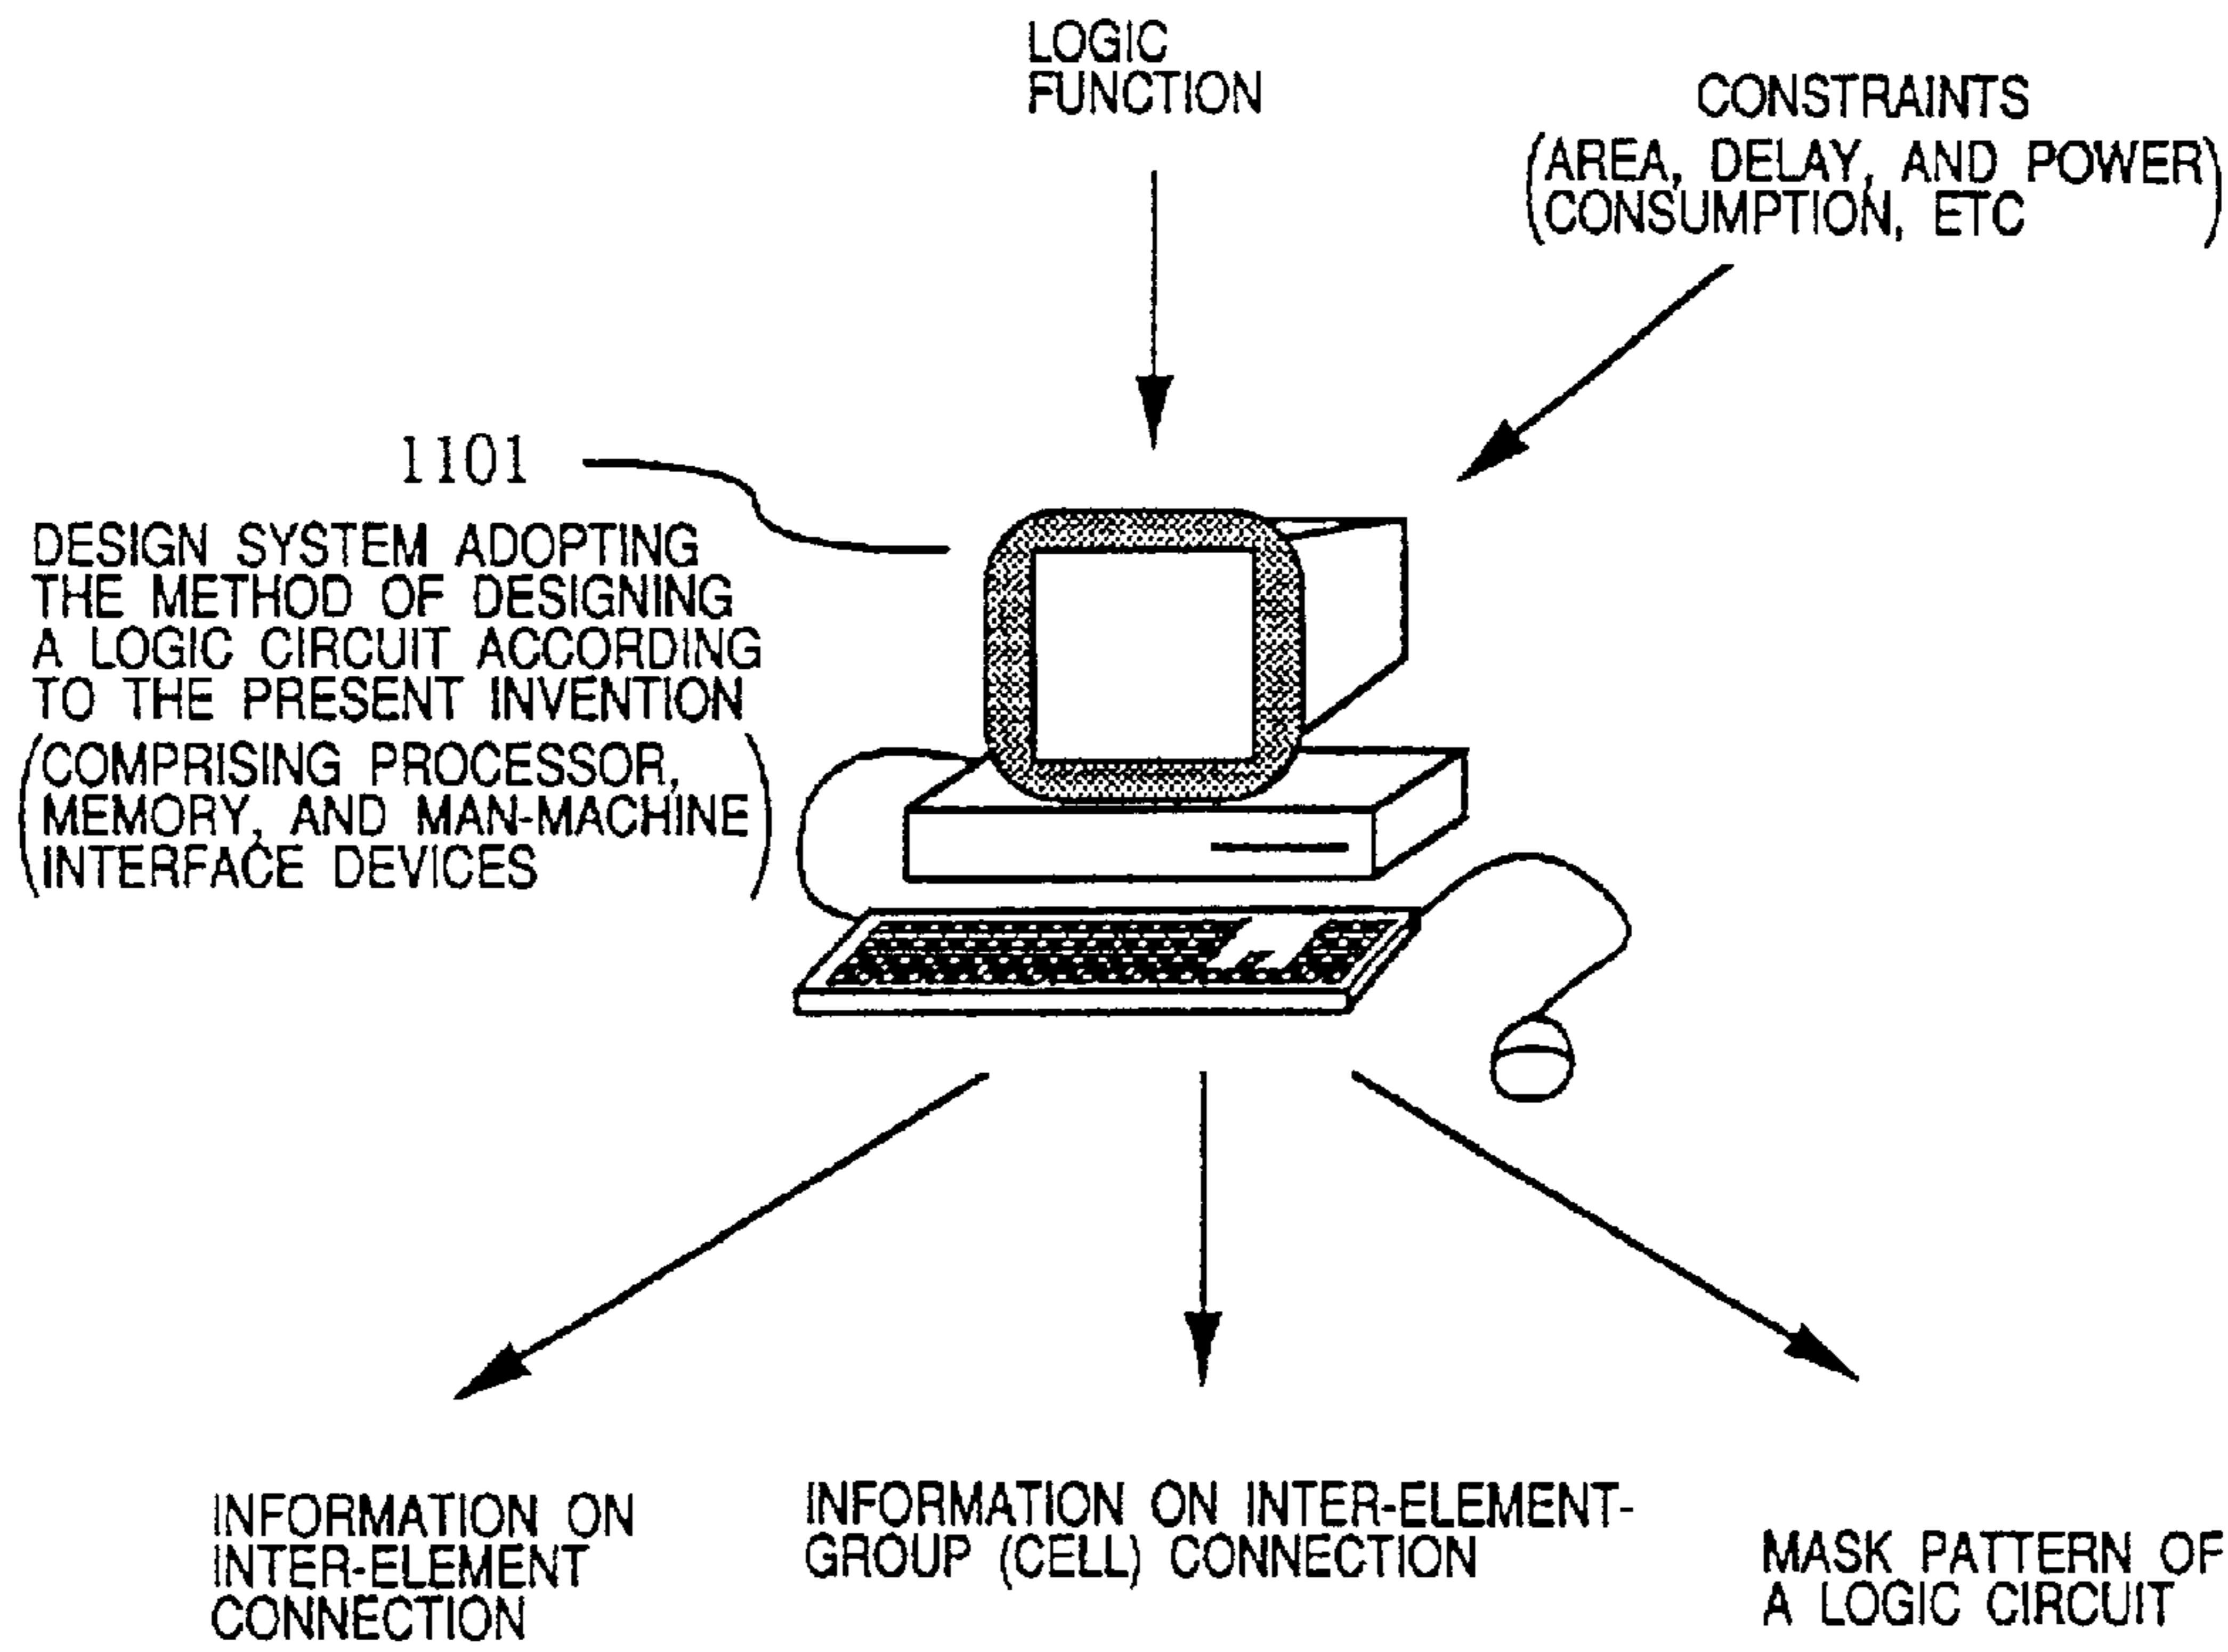 LOGIC
FUNCTION
CONSTRAINTS
(AREA, DELAY, AND POWER
CONSUMPTION, ETC)
1101
DESIGN SYSTEM ADOPTING
THE METHOD OF DESIGNING
A LOGIC CIRCUIT ACCORDING
TO THE PRESENT INVENTION
(COMPRISING PROCESSOR,
MEMORY, AND MAN-MACHINE
INTERFACE DEVICES)
INFORMATION ON
INTER-ELEMENT
CONNECTION
INFORMATION ON INTER-ELEMENT-
GROUP (CELL) CONNECTION
MASK PATTERN OF
A LOGIC CIRCUIT